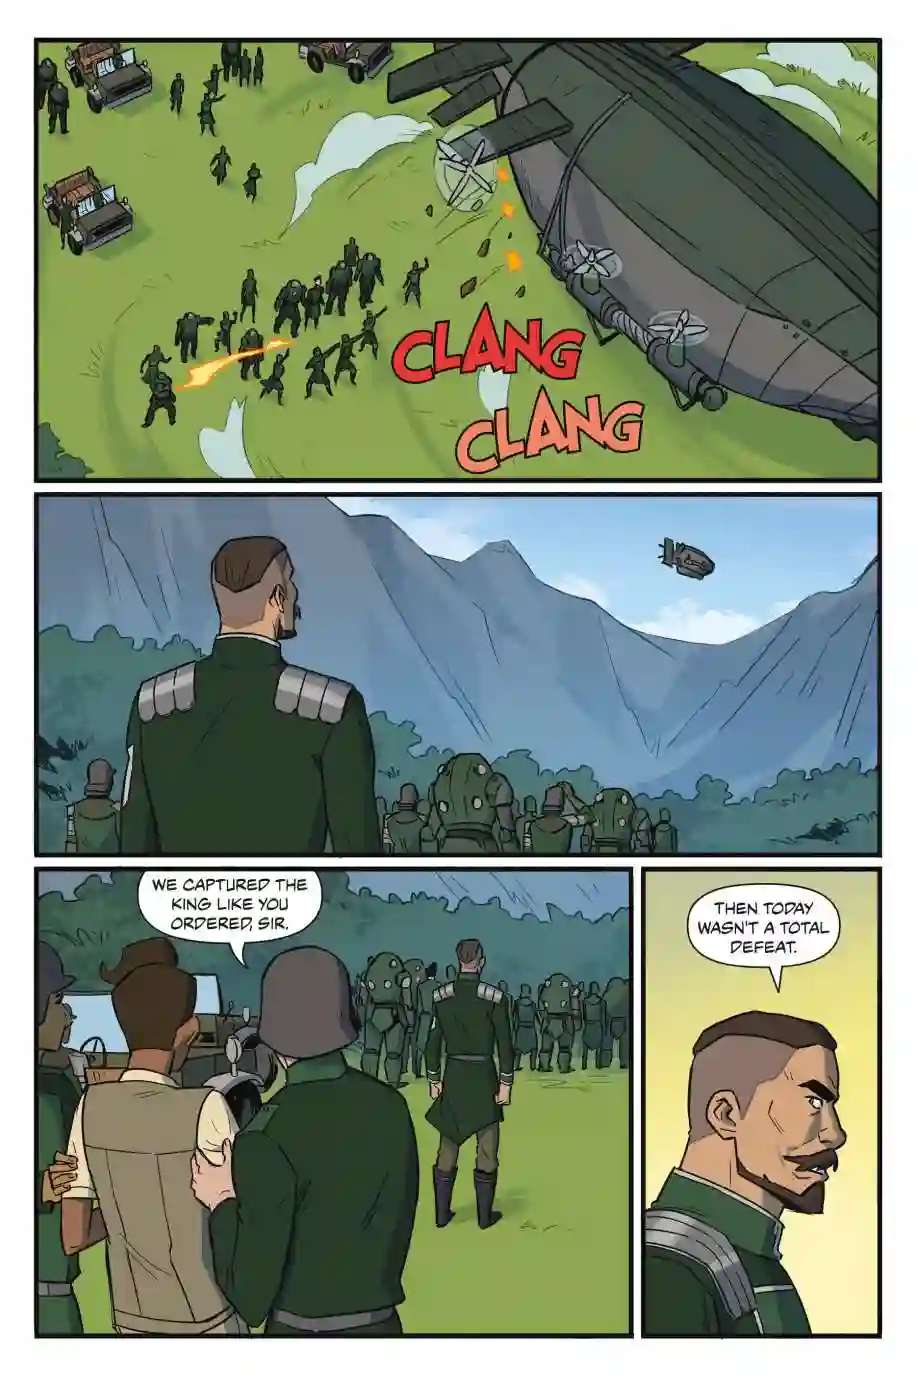 CLANG
CLANG
WE CAPTURED THE
KING LIKE YOU
ORDERED, SIR.
THEN TODAY
WASN'T A TOTAL
DEFEAT.